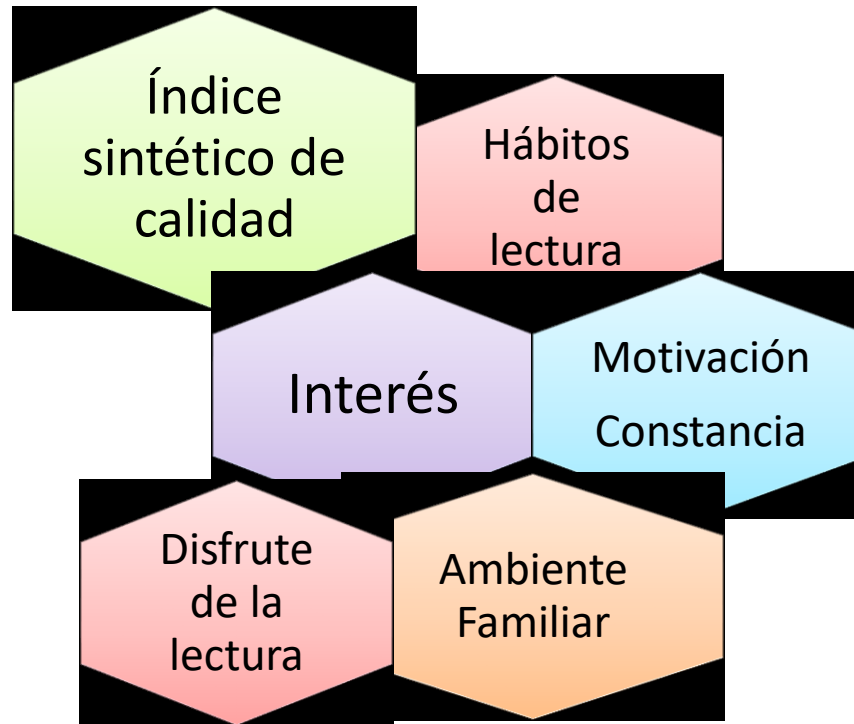 Índice
sintético de
calidad
Hábitos
de
lectura
Interés
Motivación
Constancia
Disfrute
de la
lectura
Ambiente
Familiar